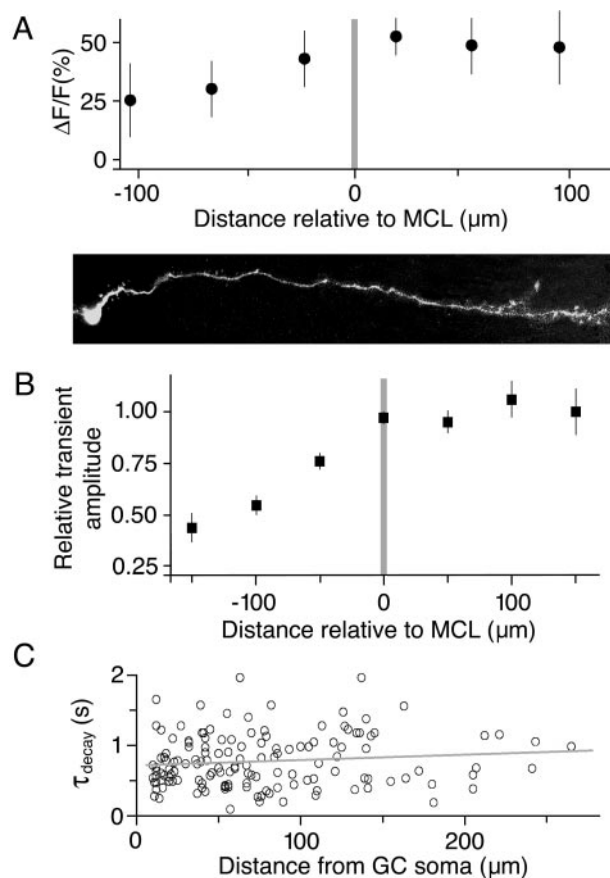 A
50
25
0
ΔF/F(%)
-100
0
100
Distance relative to MCL (µm)
B
1.00
0.75
0.50
0.25
Relative transient
amplitude
-100
0
100
Distance relative to MCL (µm)
C
2
1
0
τdecay (s)
0
100
200
Distance from GC soma (µm)